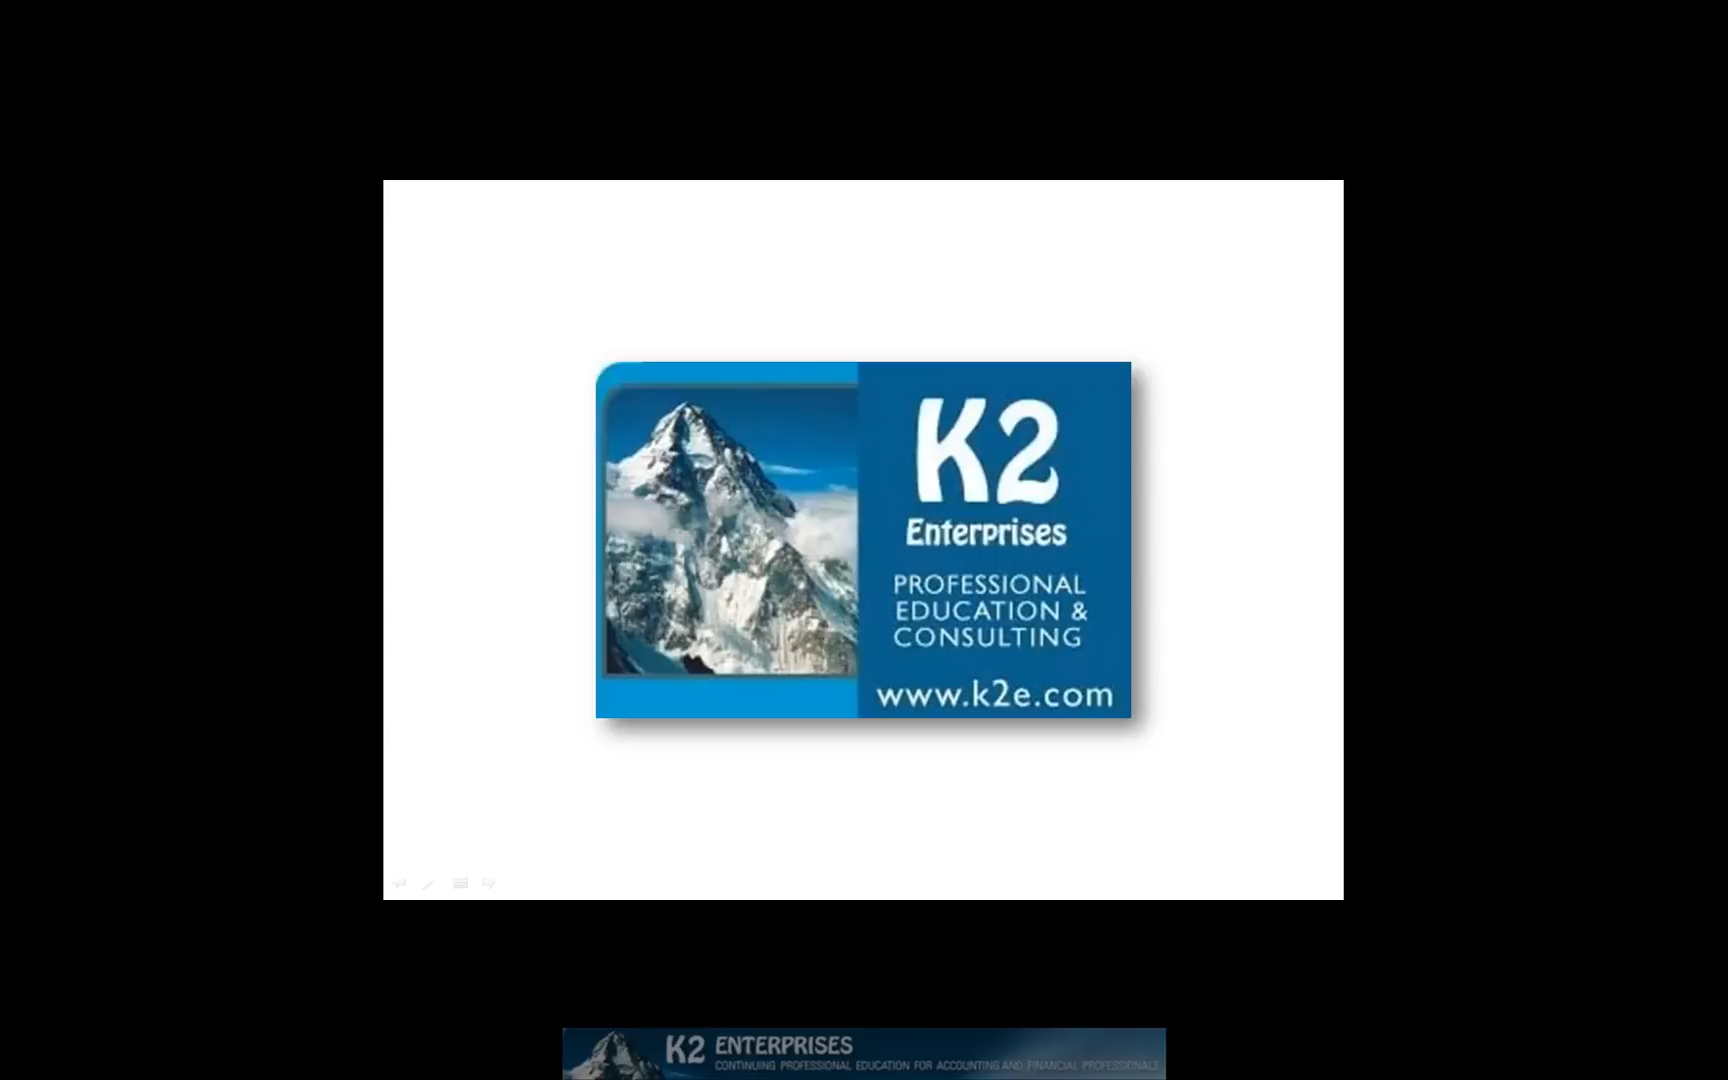 K2
Enterprises
PROFESSIONAL
EDUCATION &
CONSULTING
www.k2e.com
K2 ENTERPRISES
CONTINUING PROFESSIONAL EDUCATION FOR ACCOUNTING AND FINANCIAL PROFESSIONALS